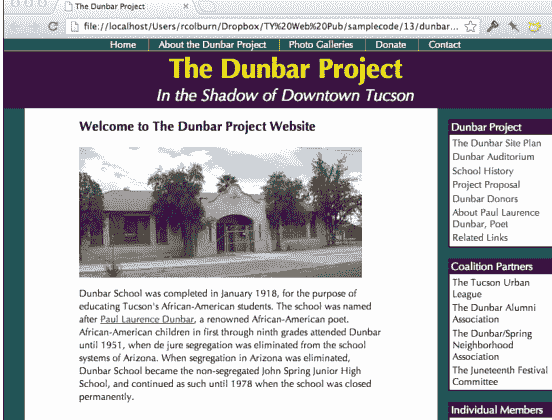 The Dunbar Project
file://localhost/Users/rcolburn/Dropbox/TY%20Web%20Pub/samplecode/13/dunbar...
Home About the Dunbar Project Photo Galleries Donate Contact
The Dunbar Project
In the Shadow of Downtown Tucson
Welcome to The Dunbar Project Website
Dunbar School was completed in January 1918, for the purpose of
educating Tucson's African-American students. The school was named
after Paul Laurence Dunbar, a renowned African-American poet.
African-American children in first through ninth grades attended Dunbar
until 1951, when de jure segregation was eliminated from the school
systems of Arizona. When segregation in Arizona was eliminated,
Dunbar School became the non-segregated John Spring Junior High
School, and continued as such until 1978 when the school was closed
permanently.
Dunbar Project
The Dunbar Site Plan
Dunbar Auditorium
School History
Project Proposal
Dunbar Donors
About Paul Laurence
Dunbar, Poet
Related Links
Coalition Partners
The Tucson Urban
League
The Dunbar Alumni
Association
The Dunbar/Spring
Neighborhood
Association
The Juneteenth Festival
Committee
Individual Members